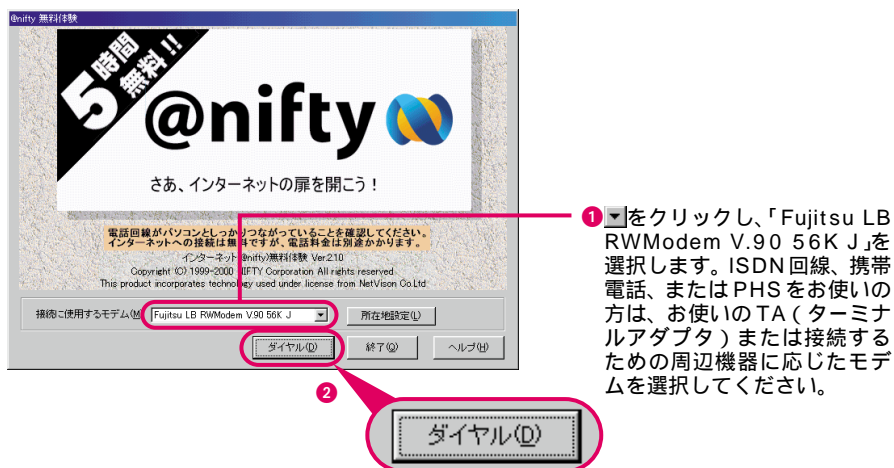 @nifty 無料体験
5時間
無料!!
@nifty
さあ、インターネットの扉を開こう！
電話回線がパソコンとしっかりつながっていることを確認してください。
インターネットへの接続は無料ですが、電話料金は別途かかります。
インターネット(@nifty)無料体験 Ver.2.10
Copyright (C) 1999-2000 NIFTY Corporation All rights reserved
This product incorporates technology used under license from NetVison Co.Ltd
接続に使用するモデム(M)
Fujitsu LB RWModem V.90 56K J
所在地設定(L)
ダイヤル(D)
終了(Q)
ヘルプ(H)
2
ダイヤル(D)
1 ▼をクリックし、「Fujitsu LB
RWModem V.90 56K J」を
選択します。ISDN回線、携帯
電話、またはPHSをお使いの
方は、お使いのTA（ターミナ
ルアダプタ）または接続する
ための周辺機器に応じたモデ
ムを選択してください。